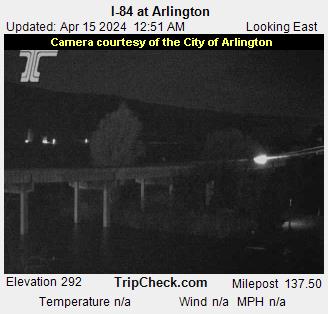 I-84 at Arlington
Updated: Apr 15 2024 12:51 AM Looking East
Camera courtesy of the City of Arlington
Elevation 292 TripCheck.com Milepost 137.50
Temperature n/a Wind n/a MPH n/a